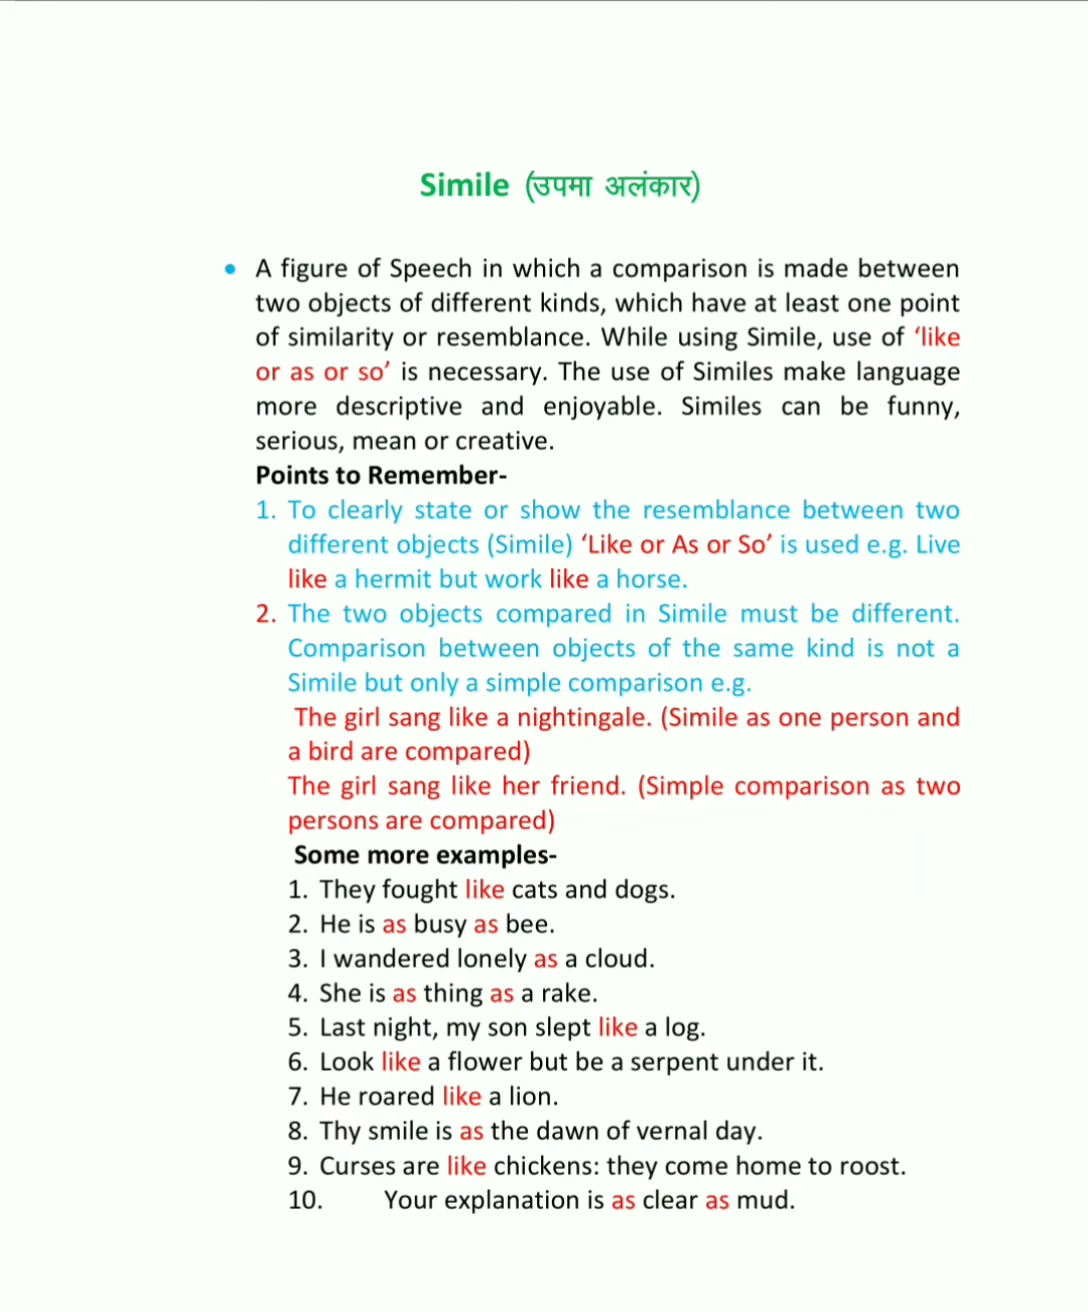 Simile (उपमा अलंकार)
• A figure of Speech in which a comparison is made between
two objects of different kinds, which have at least one point
of similarity or resemblance. While using Simile, use of ‘like
or as or so’ is necessary. The use of Similes make language
more descriptive and enjoyable. Similes can be funny,
serious, mean or creative.
Points to Remember-
1. To clearly state or show the resemblance between two
different objects (Simile) ‘Like or As or So’ is used e.g. Live
like a hermit but work like a horse.
2. The two objects compared in Simile must be different.
Comparison between objects of the same kind is not a
Simile but only a simple comparison e.g.
The girl sang like a nightingale. (Simile as one person and
a bird are compared)
The girl sang like her friend. (Simple comparison as two
persons are compared)
Some more examples-
1. They fought like cats and dogs.
2. He is as busy as bee.
3. I wandered lonely as a cloud.
4. She is as thing as a rake.
5. Last night, my son slept like a log.
6. Look like a flower but be a serpent under it.
7. He roared like a lion.
8. Thy smile is as the dawn of vernal day.
9. Curses are like chickens: they come home to roost.
10. Your explanation is as clear as mud.